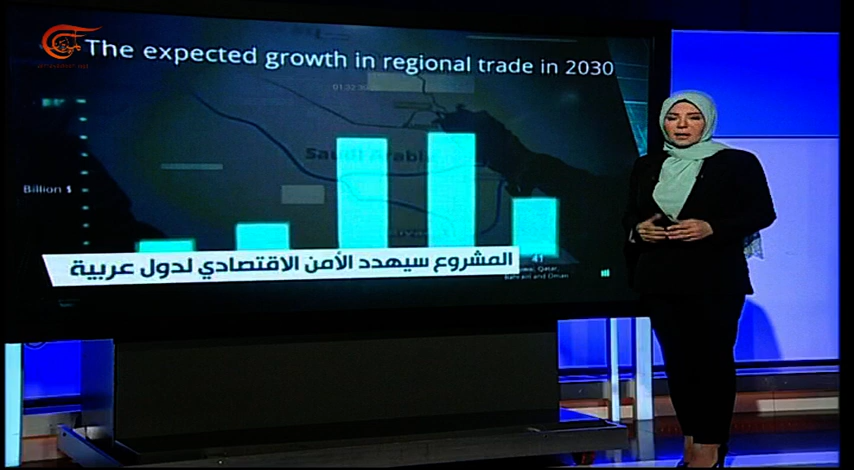 The expected growth in regional trade in 2030
Saudi Arabia
Billion $
المشروع سيهدد الأمن الاقتصادي لدول عربية
41
Qatar,
Bahrain and Oman